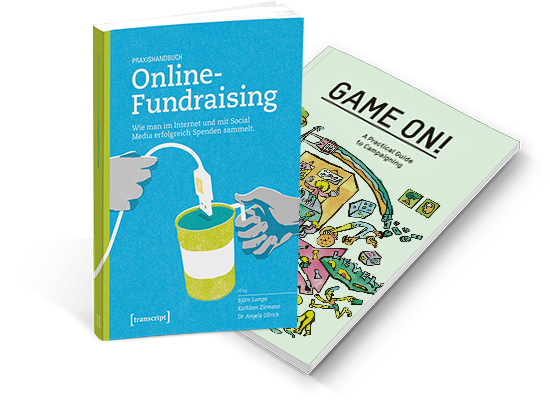 PRAXISHANDBUCH
Online-
Fundraising
Wie man im Internet und mit Social
Media erfolgreich Spenden sammelt.
Björn Lampe
Kathleen Ziemann
Dr. Angela Ullrich
[transcript]
GAME ON!
A Practical Guide
to Campaigning